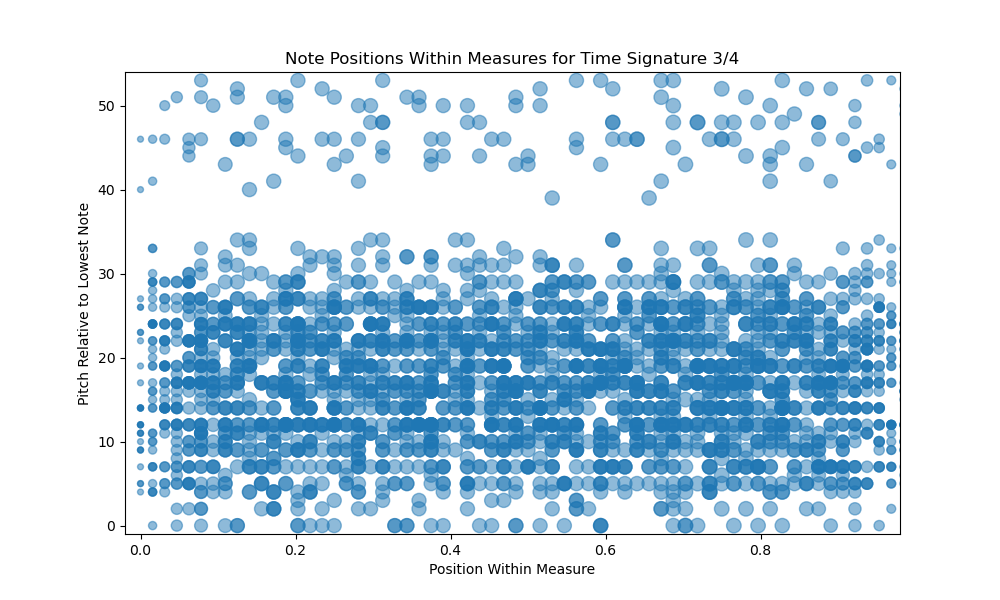 Note Positions Within Measures for Time Signature 3/4
50
40
30
20
10
0
Pitch Relative to Lowest Note
0.0 0.2 0.4 0.6 0.8
Position Within Measure